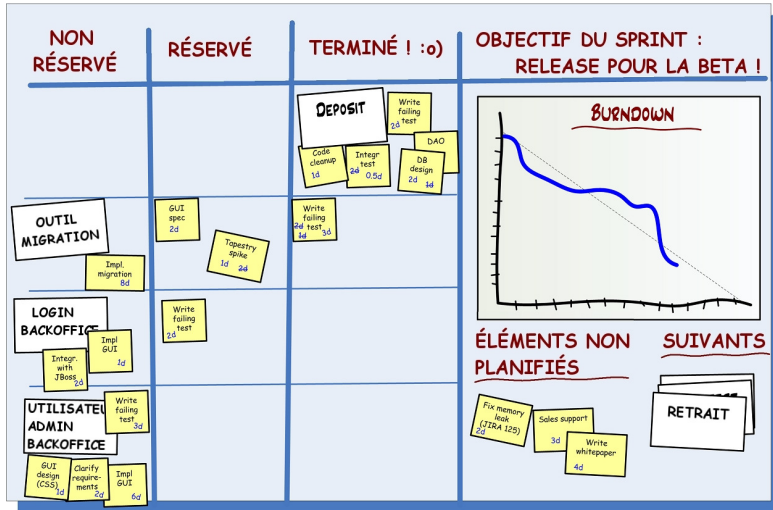 NON
RÉSERVÉ
RÉSERVÉ
TERMINÉ ! :o)
OBJECTIF DU SPRINT :
RELEASE POUR LA BETA !
DEPOSIT
Write
failing
test
2d
Code
cleanup
1d
Integr
test
2d 0,5d
DAO
DB
design
2d 1d
BURNDOWN
OUTIL
MIGRATION
Impl.
migration
8d
GUI
spec
2d
Tapestry
spike
1d 2d
Write
failing
2d test
1d 3d
LOGIN
BACKOFFICE
Impl
GUI
1d
Integr.
with
JBoss
2d
Write
failing
test
2d
UTILISATEU
ADMIN
BACKOFFICE
Write
failing
test
3d
GUI
design
(CSS)
1d
Clarify
require-
ments
2d
Impl
GUI
6d
ÉLÉMENTS NON
PLANIFIÉS
Fix memory
leak
(JIRA 125)
2d
Sales support
3d
Write
whitepaper
4d
SUIVANTS
RETRAIT